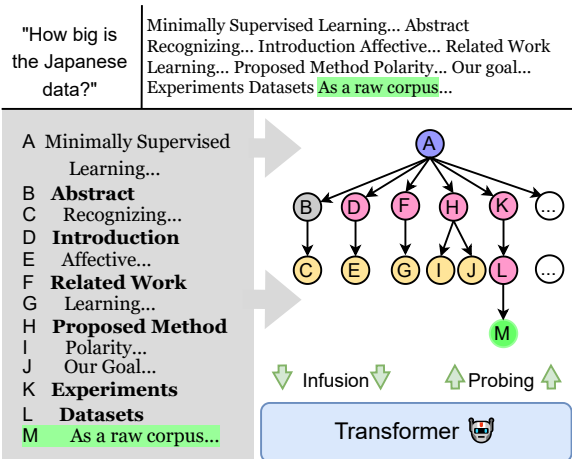 "How big is
the Japanese
data?"
Minimally Supervised Learning... Abstract
Recognizing... Introduction Affective... Related Work
Learning... Proposed Method Polarity... Our goal...
Experiments Datasets As a raw corpus...
A Minimally Supervised
Learning...
B Abstract
C Recognizing...
D Introduction
E Affective...
F Related Work
G Learning...
H Proposed Method
I Polarity...
J Our Goal...
K Experiments
L Datasets
M As a raw corpus...
A
B D F H K ...
C E G I J L ...
M
Infusion Probing
Transformer